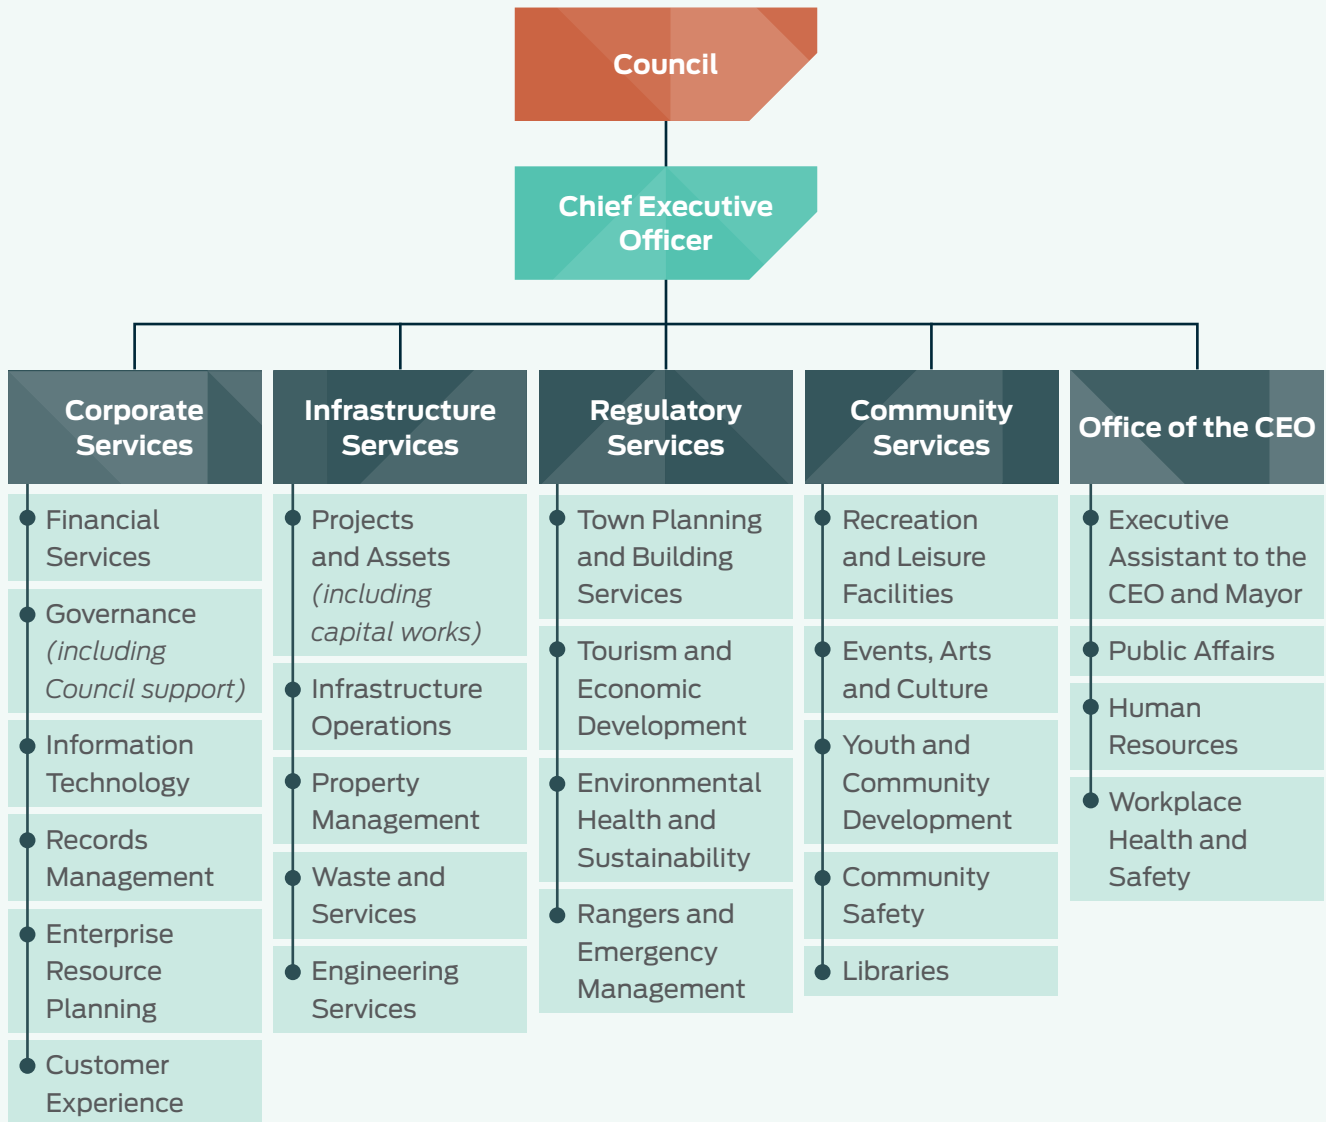 Council
Chief Executive
Officer
Corporate
Services
Financial
Services
Governance
(including
Council support)
Information
Technology
Records
Management
Enterprise
Resource
Planning
Customer
Experience
Infrastructure
Services
Projects
and Assets
(including
capital works)
Infrastructure
Operations
Property
Management
Waste and
Services
Engineering
Services
Regulatory
Services
Town Planning
and Building
Services
Tourism and
Economic
Development
Environmental
Health and
Sustainability
Rangers and
Emergency
Management
Community
Services
Recreation
and Leisure
Facilities
Events, Arts
and Culture
Youth and
Community
Development
Community
Safety
Libraries
Office of the CEO
Executive
Assistant to the
CEO and Mayor
Public Affairs
Human
Resources
Workplace
Health and
Safety